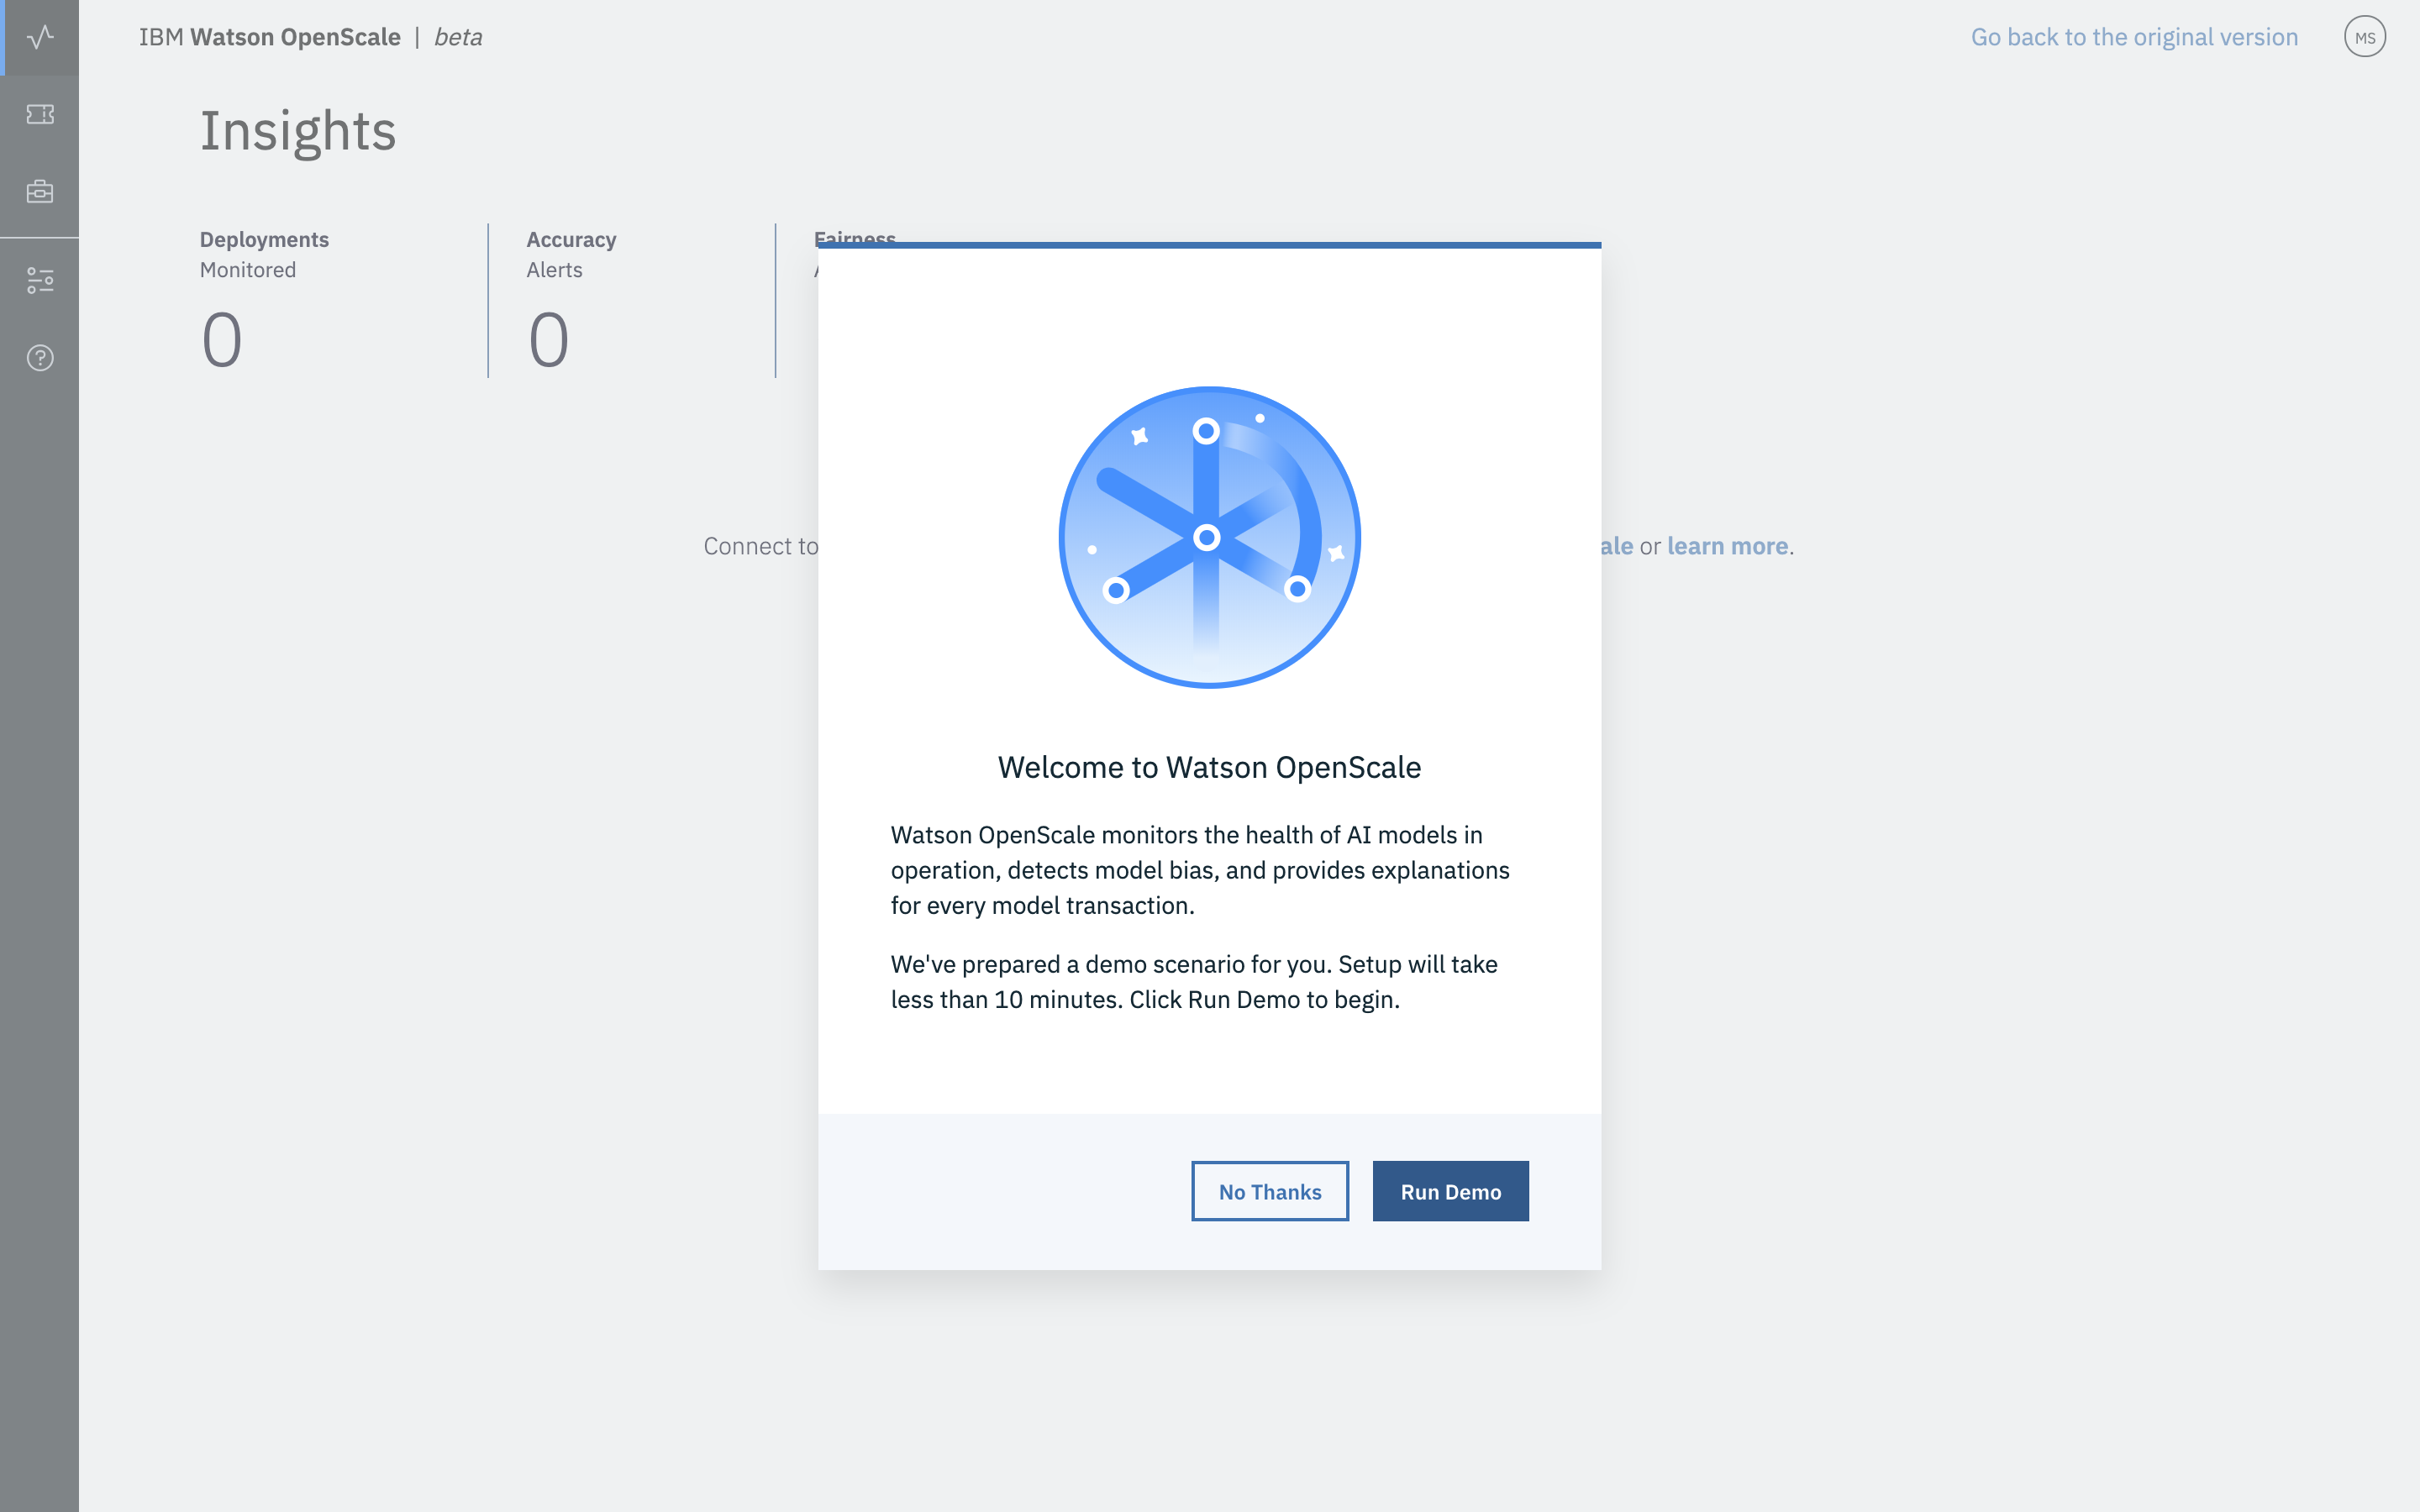 IBM Watson OpenScale | beta
Go back to the original version
MS
Insights
Deployments
Monitored
0
Accuracy
Alerts
0
Fairness
Connect to
ale or learn more.
Welcome to Watson OpenScale
Watson OpenScale monitors the health of AI models in
operation, detects model bias, and provides explanations
for every model transaction.
We've prepared a demo scenario for you. Setup will take
less than 10 minutes. Click Run Demo to begin.
No Thanks
Run Demo